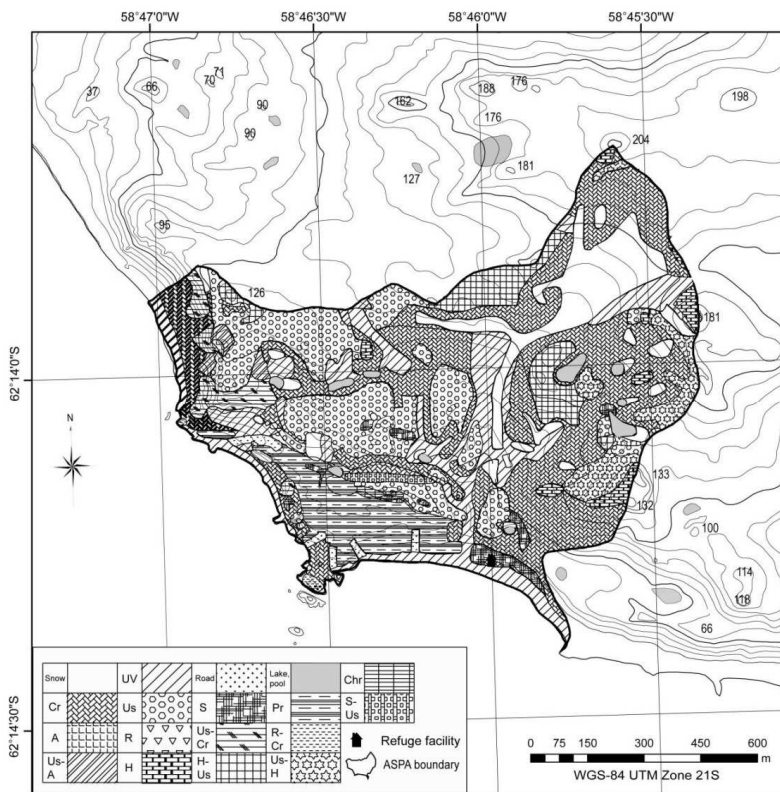 58°47'0"W 58°46'30"W 58°46'0"W 58°45'30"W
71
37 66 70 188 176
90 162 198
176
90 204
127 181
95
126
181
62°14'0"S
N
133
132
100
114
118
66
Snow UV Road Lake, pool Chr
Cr Us S Pr S-Us
A R Us-Cr R-Cr Refuge facility
Us-A H H-Us Us-H ASPA boundary
62°14'30"S
0 75 150 300 450 600
m
WGS-84 UTM Zone 21S